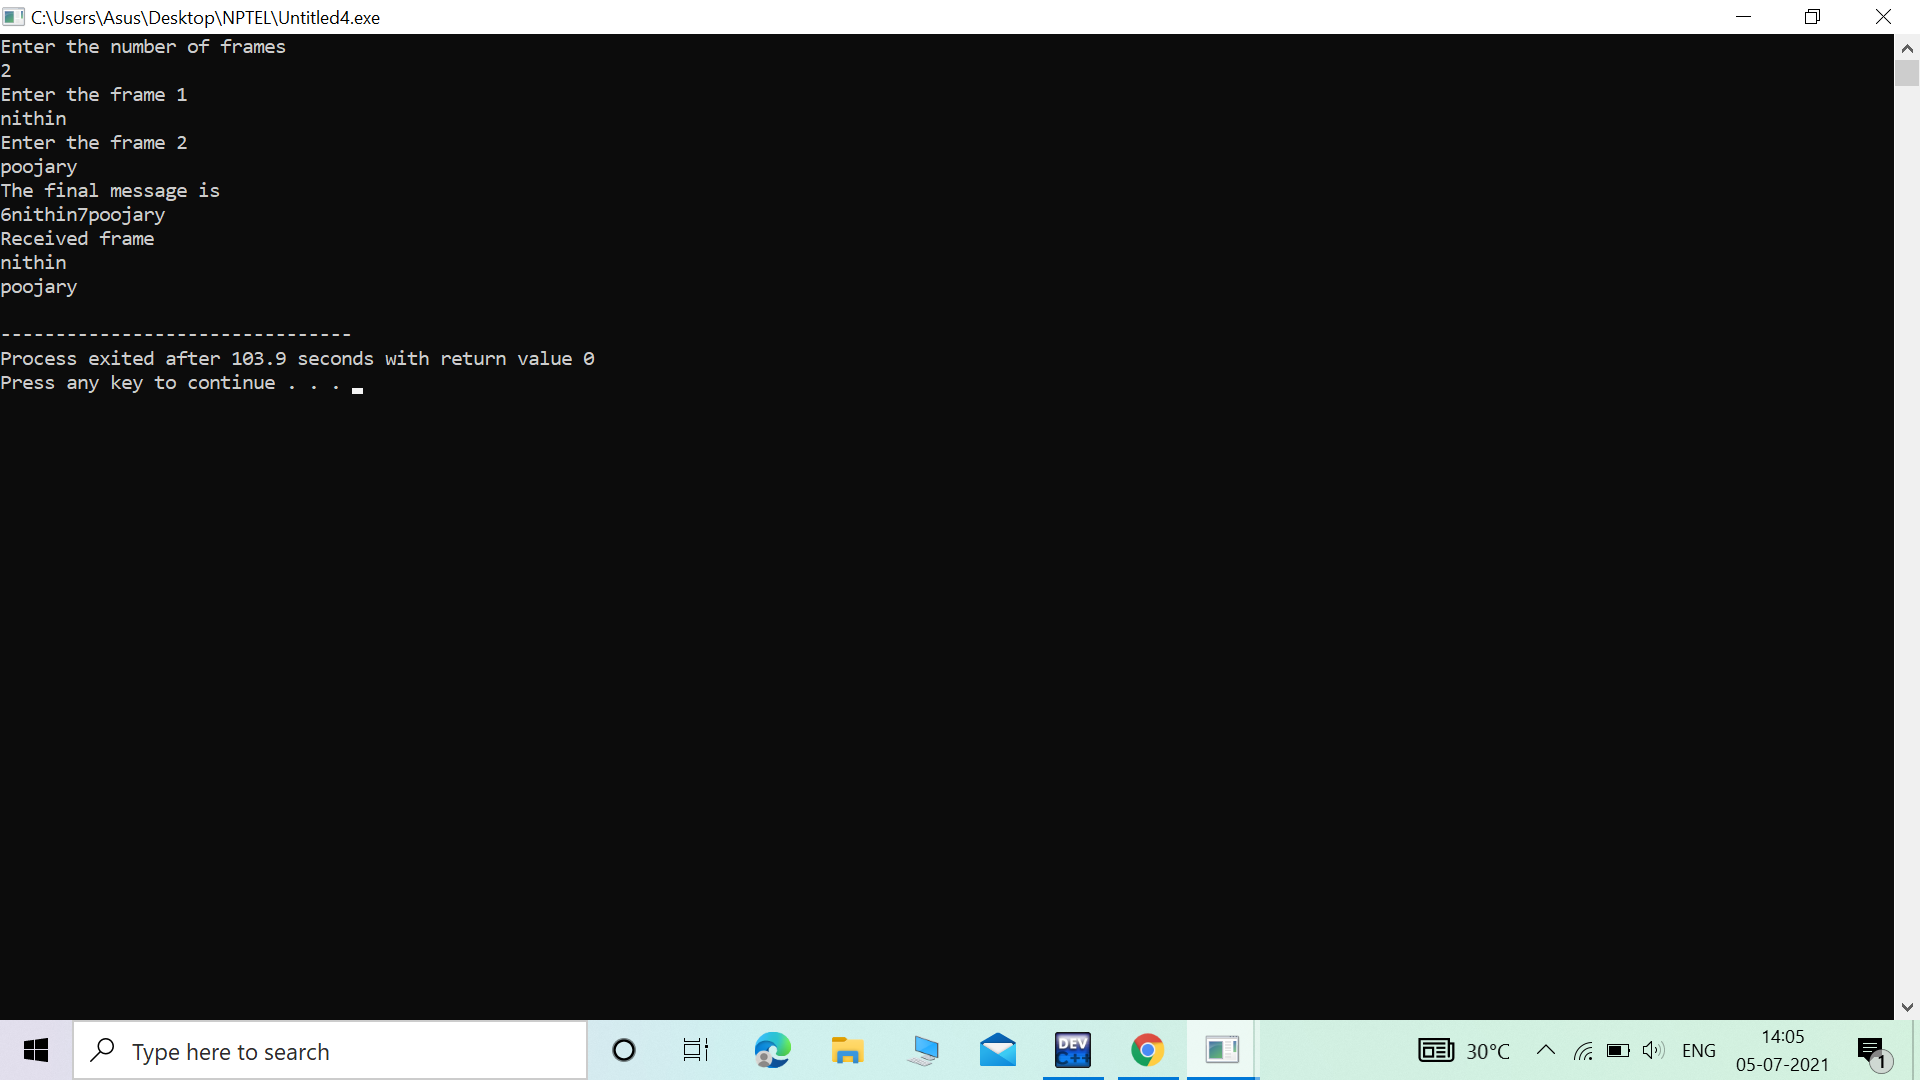 C:\Users\Asus\Desktop\NPTEL\Untitled4.exe
Enter the number of frames
2
Enter the frame 1
nithin
Enter the frame 2
poojary
The final message is
6nithin7poojary
Received frame
nithin
poojary
--------------------------------
Process exited after 103.9 seconds with return value 0
Press any key to continue . . .
Type here to search
DEV
C++
30°C
ENG
14:05
05-07-2021
1